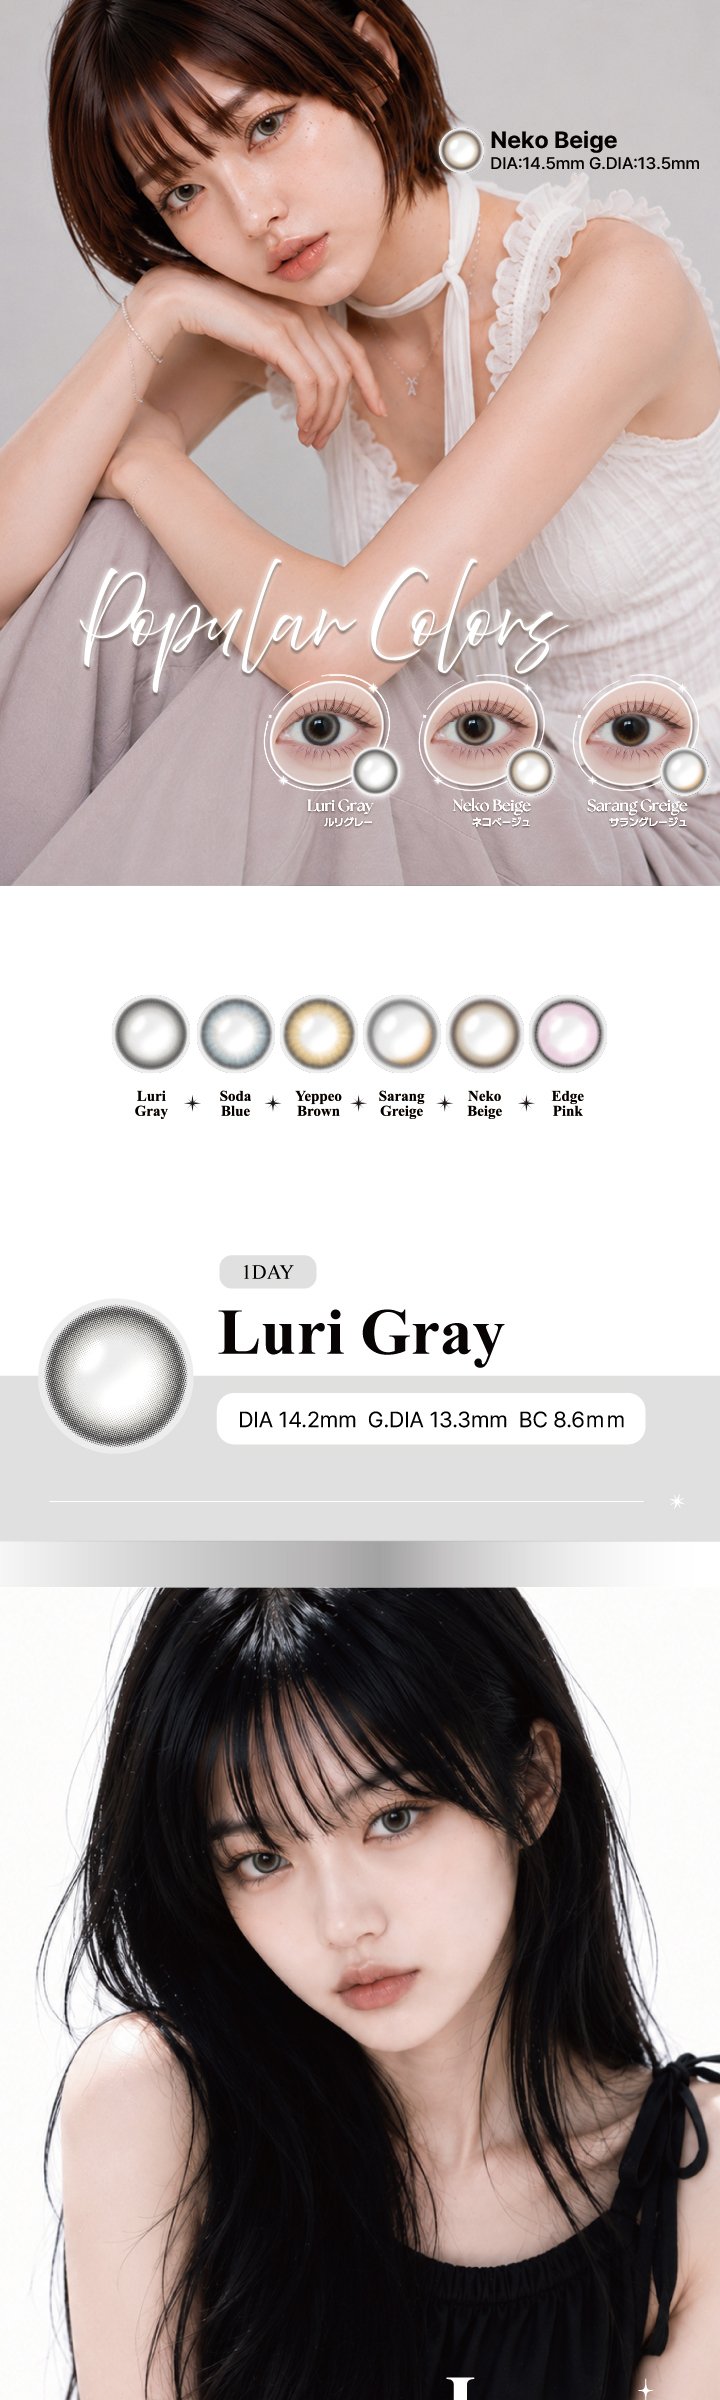 Neko Beige
DIA:14.5mm G.DIA:13.5mm
Popular Colors
Luri Gray
ルリグレー
Neko Beige
ネコベージュ
Sarang Greige
サラングレージュ
Luri Gray
Soda Blue
Yeppeo Brown
Sarang Greige
Neko Beige
Edge Pink
1DAY
Luri Gray
DIA 14.2mm G.DIA 13.3mm BC 8.6mm